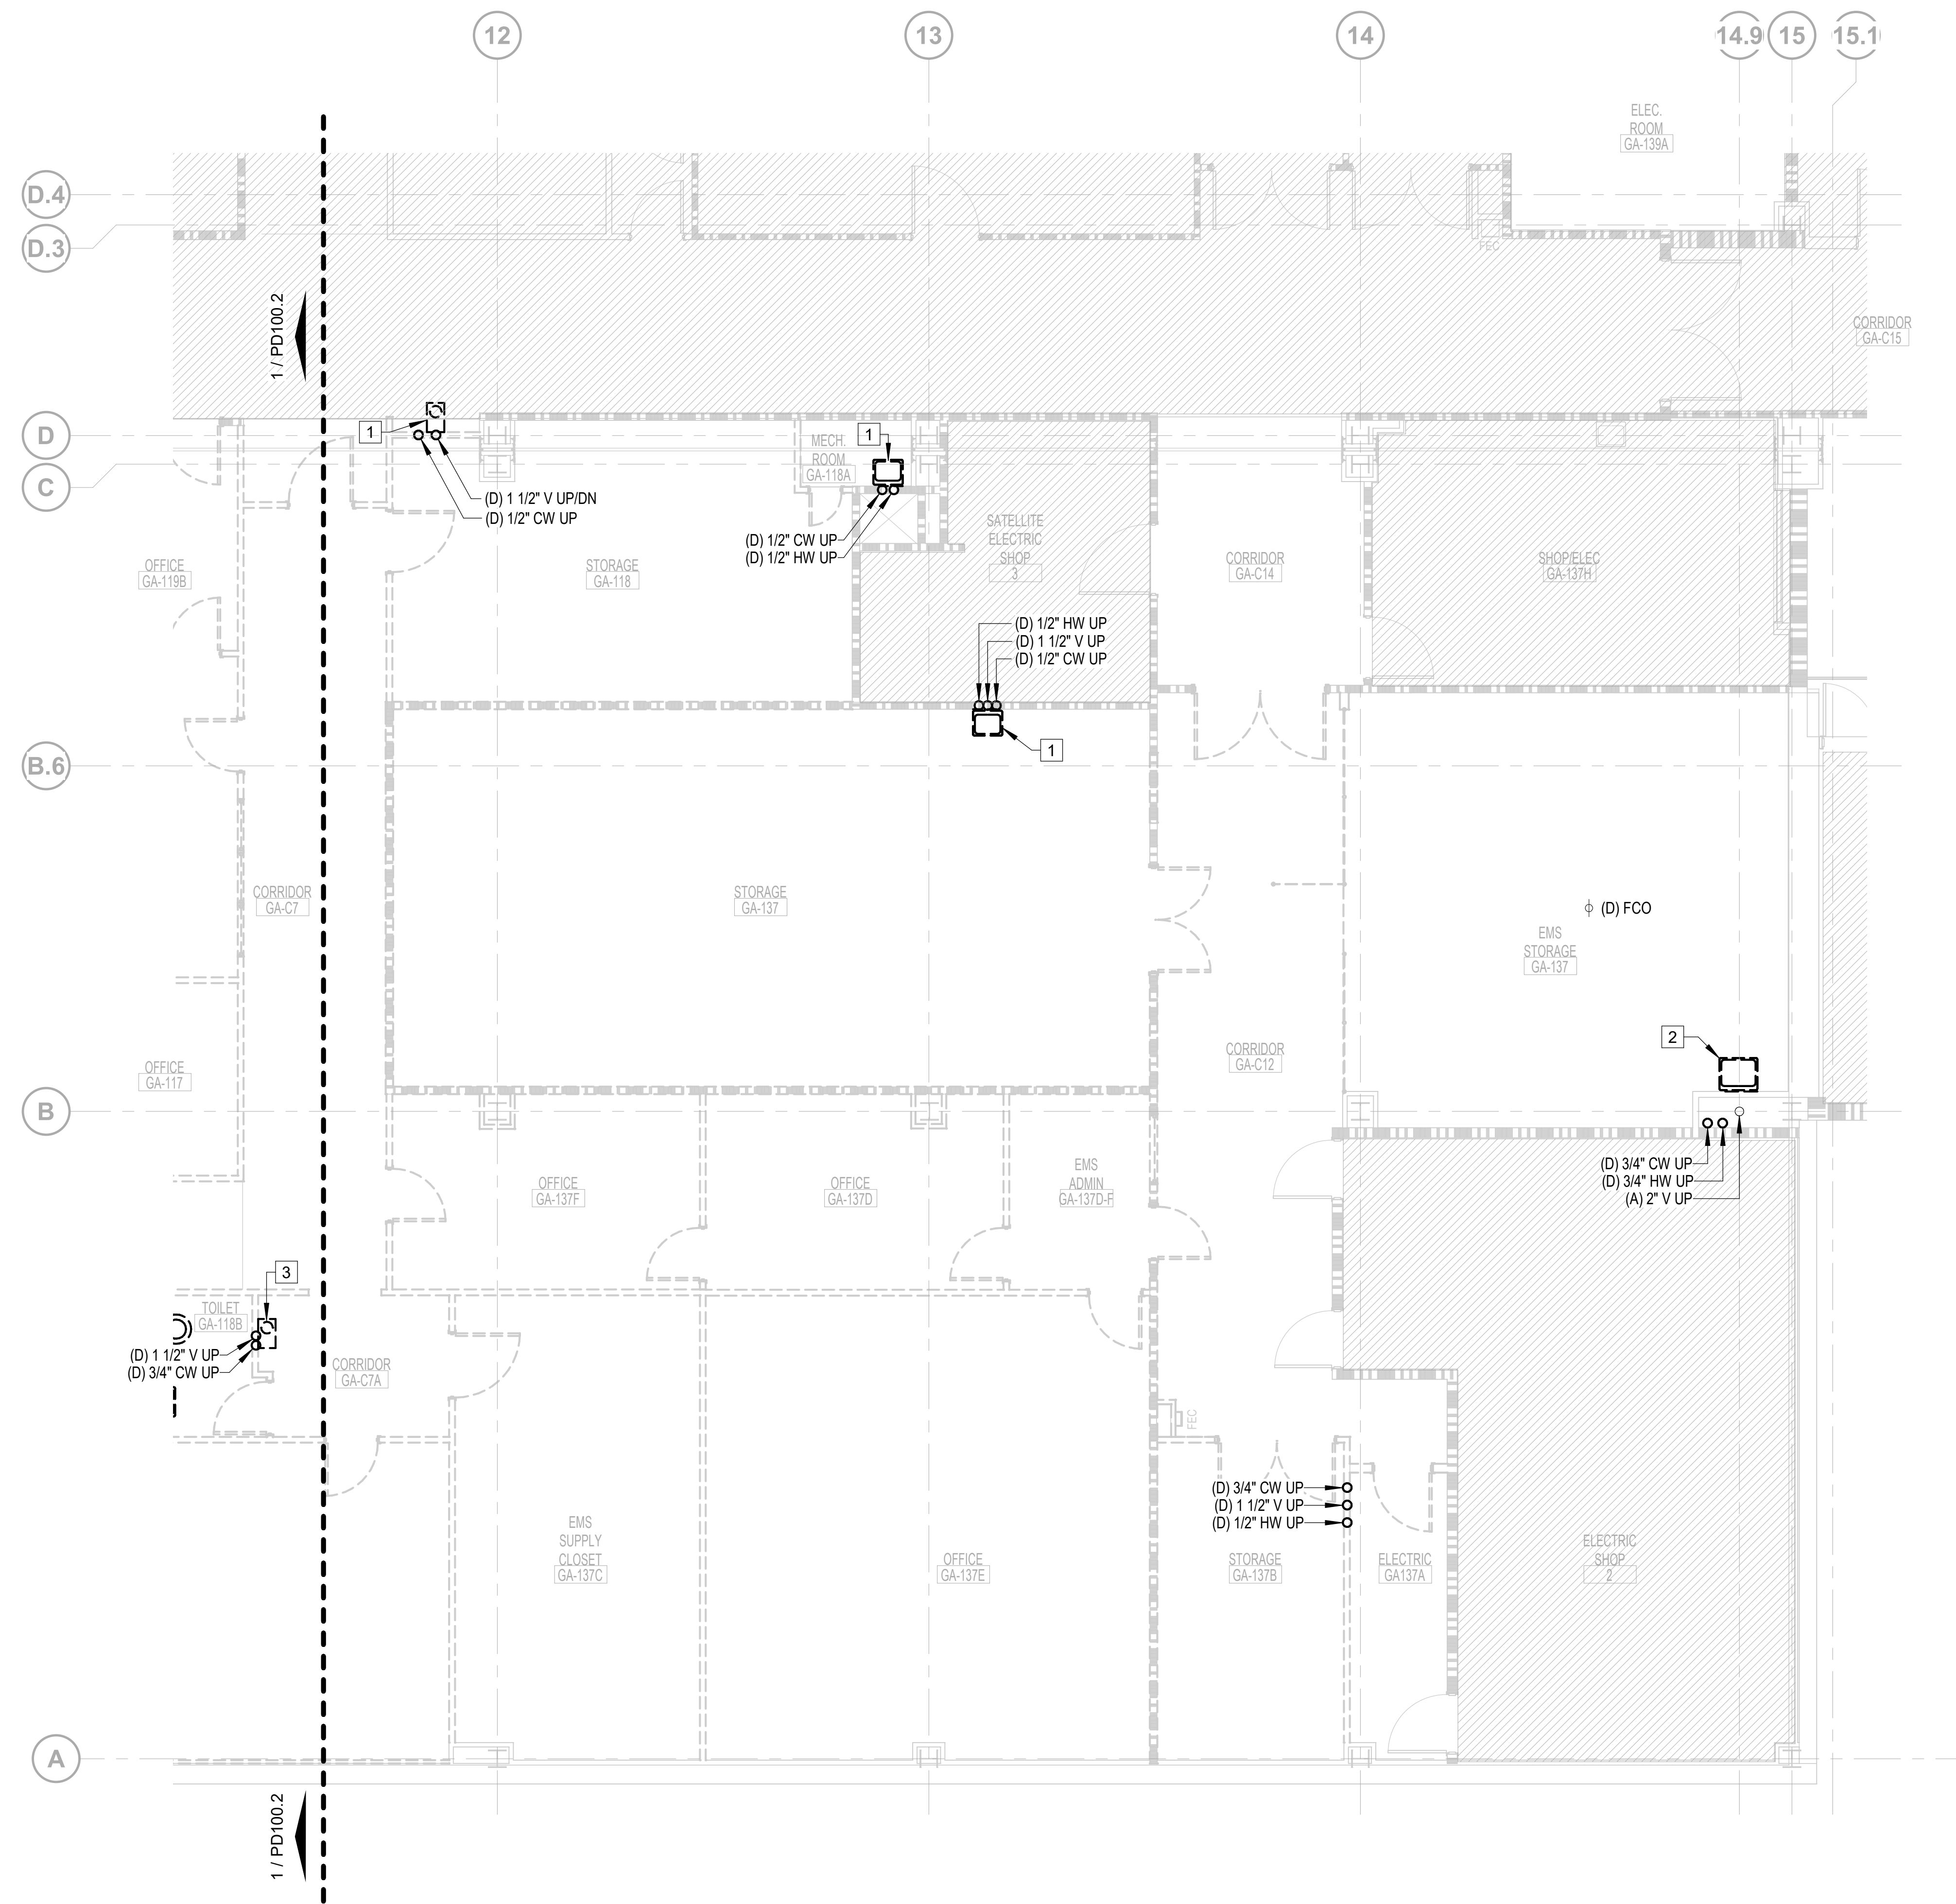 12
13
14
14.9
15
15.1
ELEC.
ROOM
GA-139A
D.4
D.3
FEC
1 / PD100.2
CORRIDOR
GA-C15
D
1
MECH.
ROOM
GA-118A
1
C
(D) 1 1/2" V UP/DN
(D) 1/2" CW UP
(D) 1/2" CW UP
(D) 1/2" HW UP
SATELLITE
ELECTRIC
SHOP
3
OFFICE
GA-119B
STORAGE
GA-118
CORRIDOR
GA-C14
SHOP/ELEC
GA-137H
(D) 1/2" HW UP
(D) 1 1/2" V UP
(D) 1/2" CW UP
1
B.6
CORRIDOR
GA-C7
STORAGE
GA-137
(D) FCO
EMS
STORAGE
GA-137
2
OFFICE
GA-117
CORRIDOR
GA-C12
B
(D) 3/4" CW UP
(D) 3/4" HW UP
(A) 2" V UP
OFFICE
GA-137F
OFFICE
GA-137D
EMS
ADMIN
GA-137D-F
3
TOILET
GA-118B
(D) 1 1/2" V UP
(D) 3/4" CW UP
CORRIDOR
GA-C7A
FEC
(D) 3/4" CW UP
(D) 1 1/2" V UP
(D) 1/2" HW UP
EMS
SUPPLY
CLOSET
GA-137C
OFFICE
GA-137E
STORAGE
GA-137B
ELECTRIC
GA137A
ELECTRIC
SHOP
2
A
1 / PD100.2